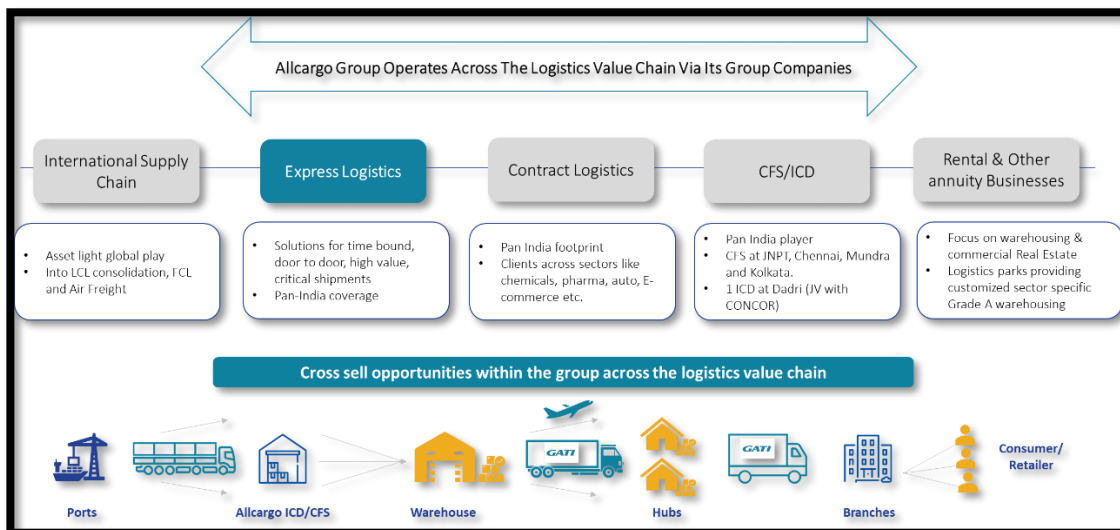 Allcargo Group Operates Across The Logistics Value Chain Via Its Group Companies
International Supply
Chain
Express Logistics
Contract Logistics
CFS/ICD
Rental & Other
annuity Businesses
• Asset light global play
• Into LCL consolidation, FCL
and Air Freight
• Solutions for time bound,
door to door, high value,
critical shipments
• Pan-India coverage
• Pan India footprint
• Clients across sectors like
chemicals, pharma, auto, E-
commerce etc.
• Pan India player
• CFS at JNPT, Chennai, Mundra
and Kolkata.
• 1 ICD at Dadri (JV with
CONCOR)
• Focus on warehousing &
commercial Real Estate
• Logistics parks providing
customized sector specific
Grade A warehousing
Cross sell opportunities within the group across the logistics value chain
GATI
GATI
Consumer/
Retailer
Ports
Allcargo ICD/CFS
Warehouse
Hubs
Branches